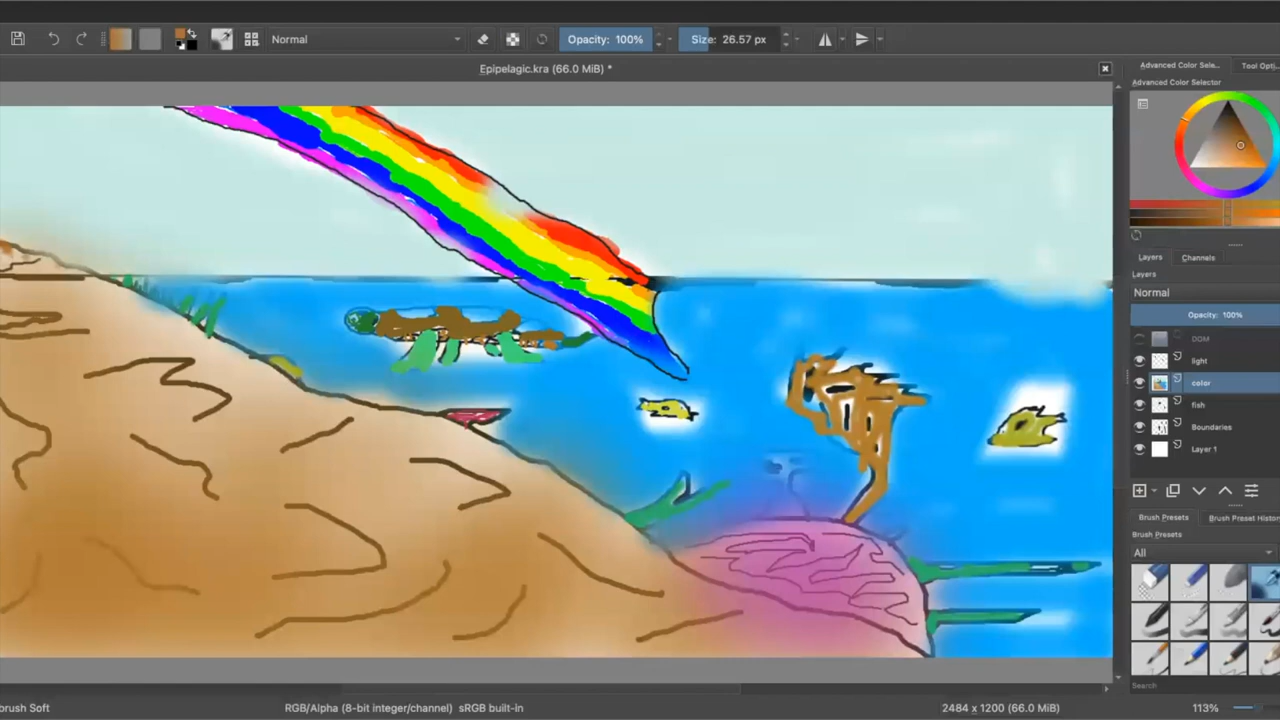 Normal
Opacity: 100%
Size: 26.57 px
Epipelagic.kra (66.0 MiB) *
Advanced Color Sele...
Tool Opti
Advanced Color Selector
Layers
Channels
Layers
Normal
Opacity: 100%
DOM
light
color
fish
Boundaries
Layer 1
Brush Presets
Brush Preset Histor
Brush Presets
All
Search
brush Soft
RGB/Alpha (8-bit integer/channel) sRGB built-in
2484 x 1200 (66.0 MiB)
113%